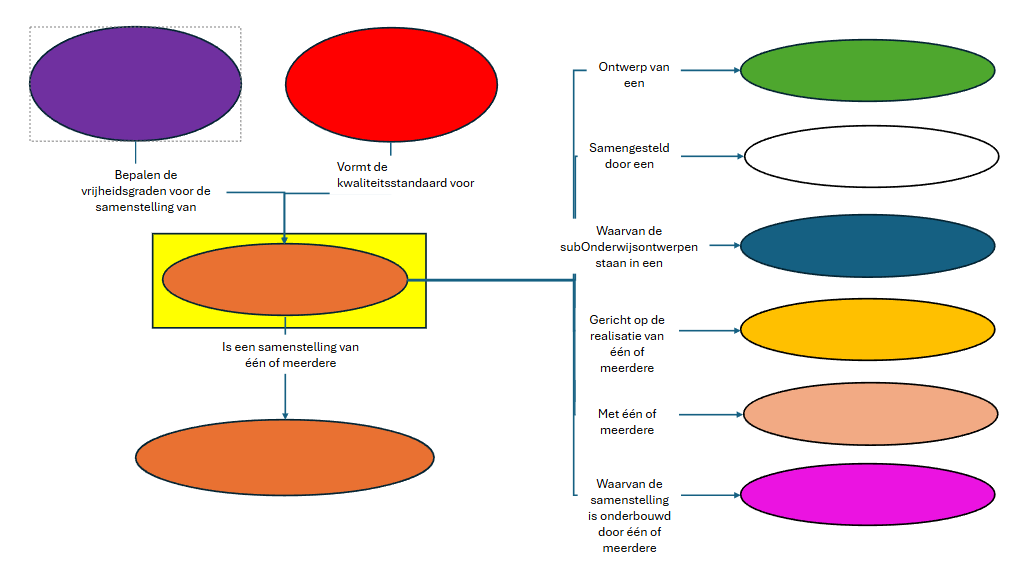 Bepalen de
vrijheidsgraden voor de
samenstelling van
Vormt de
kwaliteitsstandaard voor
Is een samenstelling van
één of meerdere
Ontwerp van
een
Samengesteld
door een
Waarvan de
subOnderwijsontwerpen
staan in een
Gericht op de
realisatie van
één of
meerdere
Met één of
meerdere
Waarvan de
samenstelling
is onderbouwd
door één of
meerdere